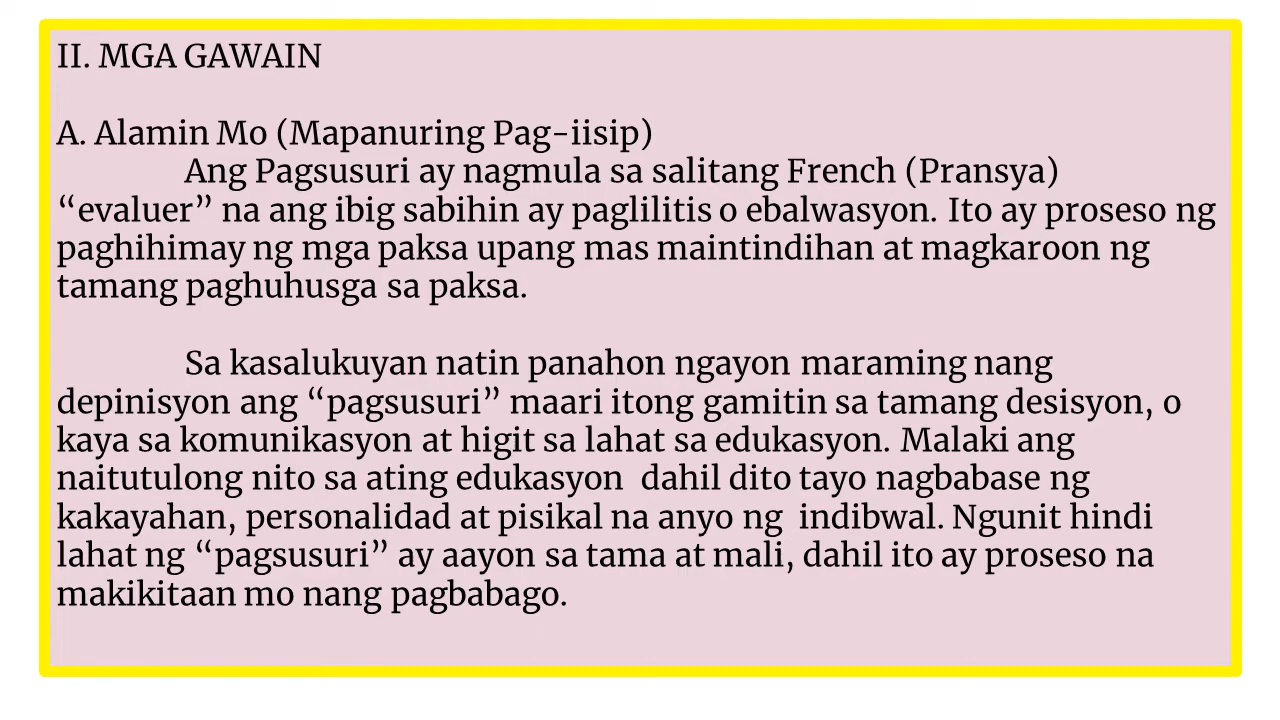 II. MGA GAWAIN
A. Alamin Mo (Mapanuring Pag-iisip)
Ang Pagsusuri ay nagmula sa salitang French (Pransya)
“evaluer” na ang ibig sabihin ay paglilitis o ebalwasyon. Ito ay proseso ng
paghihimay ng mga paksa upang mas maintindihan at magkaroon ng
tamang paghuhusga sa paksa.
Sa kasalukuyan natin panahon ngayon maraming nang
depinisyon ang “pagsusuri” maari itong gamitin sa tamang desisyon, o
kaya sa komunikasyon at higit sa lahat sa edukasyon. Malaki ang
naitutulong nito sa ating edukasyon  dahil dito tayo nagbabase ng
kakayahan, personalidad at pisikal na anyo ng  indibwal. Ngunit hindi
lahat ng “pagsusuri” ay aayon sa tama at mali, dahil ito ay proseso na
makikitaan mo nang pagbabago.